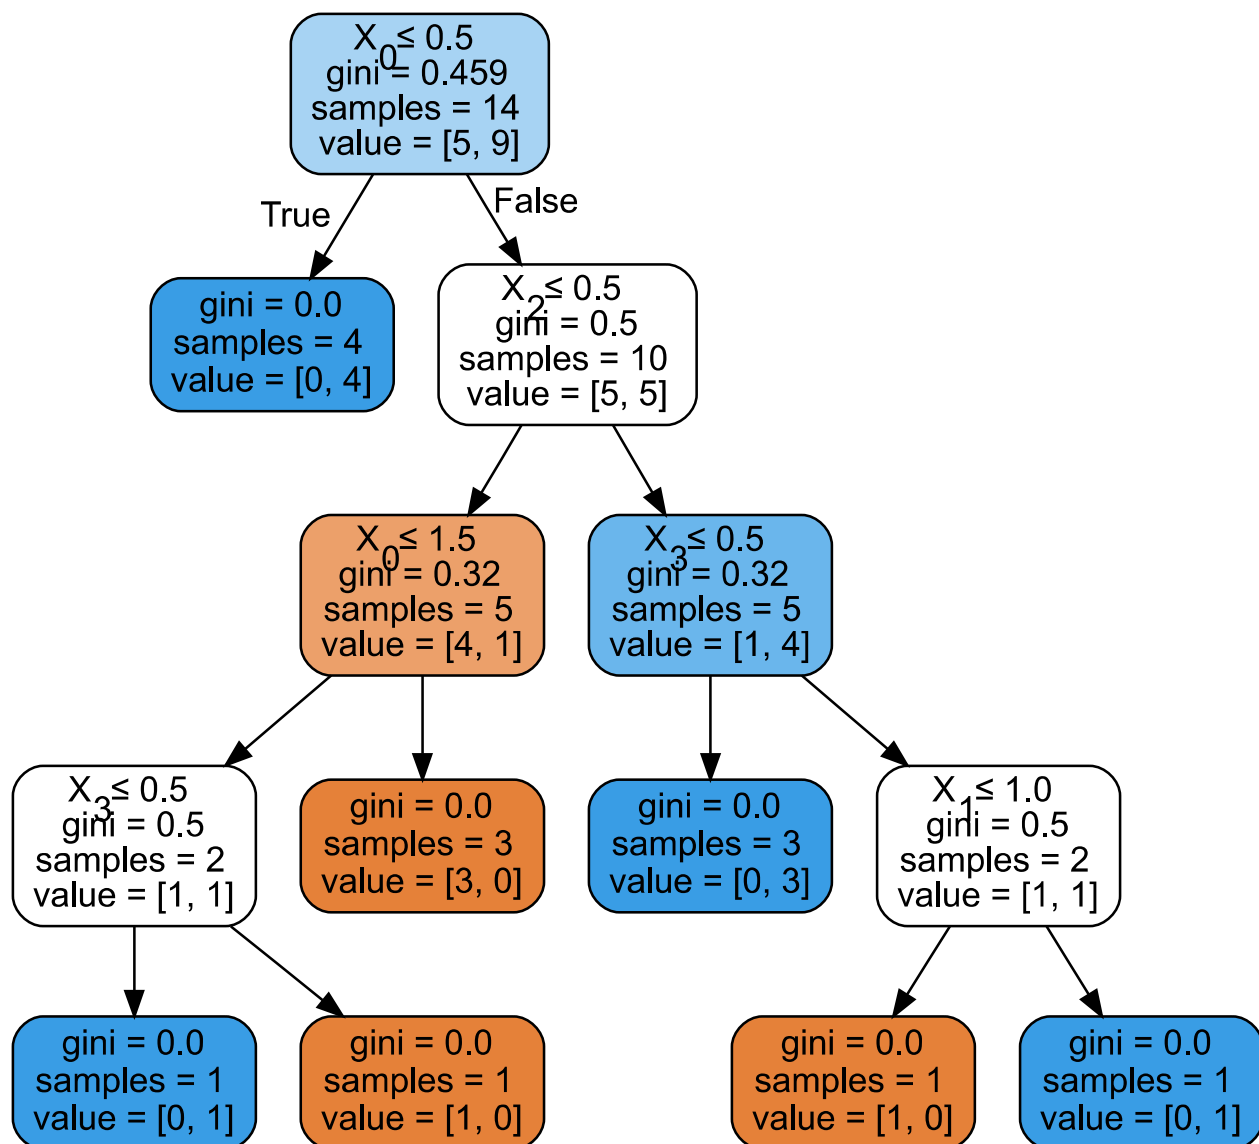 X₀ ≤ 0.5
gini = 0.459
samples = 14
value = [5, 9]
True
False
gini = 0.0
samples = 4
value = [0, 4]
X₂ ≤ 0.5
gini = 0.5
samples = 10
value = [5, 5]
X₀ ≤ 1.5
gini = 0.32
samples = 5
value = [4, 1]
X₃ ≤ 0.5
gini = 0.32
samples = 5
value = [1, 4]
X₃ ≤ 0.5
gini = 0.5
samples = 2
value = [1, 1]
gini = 0.0
samples = 3
value = [3, 0]
gini = 0.0
samples = 3
value = [0, 3]
X₁ ≤ 1.0
gini = 0.5
samples = 2
value = [1, 1]
gini = 0.0
samples = 1
value = [0, 1]
gini = 0.0
samples = 1
value = [1, 0]
gini = 0.0
samples = 1
value = [1, 0]
gini = 0.0
samples = 1
value = [0, 1]